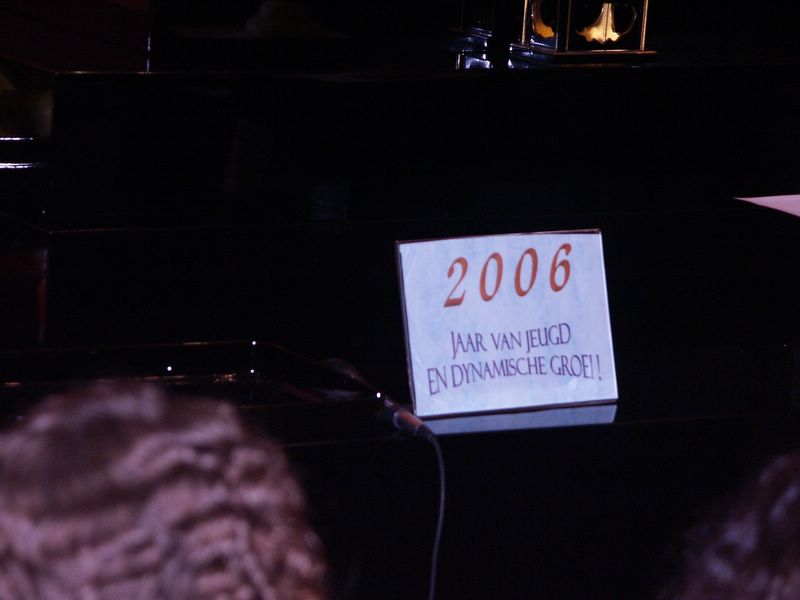 2006
JAAR VAN JEUGD
EN DYNAMISCHE GROEI!